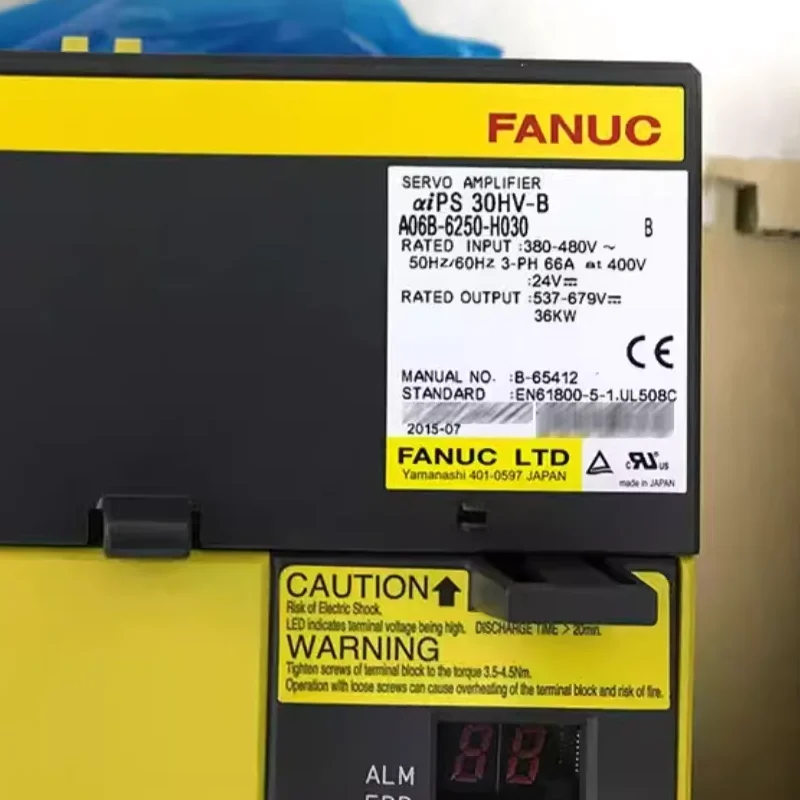 FANUC
SERVO AMPLIFIER
αiPS 30HV-B
A06B-6250-H030 B
RATED INPUT :380-480V ~
50HZ/60HZ 3-PH 66A at 400V
:24V⎓
RATED OUTPUT :537-679V⎓
36KW
CE
MANUAL NO. :B-65412
STANDARD :EN61800-5-1.UL508C
2015-07
FANUC LTD
Yamanashi 401-0597 JAPAN
c RU US
made in JAPAN
CAUTION
Risk of Electric Shock.
LED indicates terminal voltage being high. DISCHARGE TIME > 20min.
WARNING
Tighten screws of terminal block to the torque 3.5-4.5Nm.
Operation with loose screws can cause overheating of the terminal block and risk of fire.
ALM